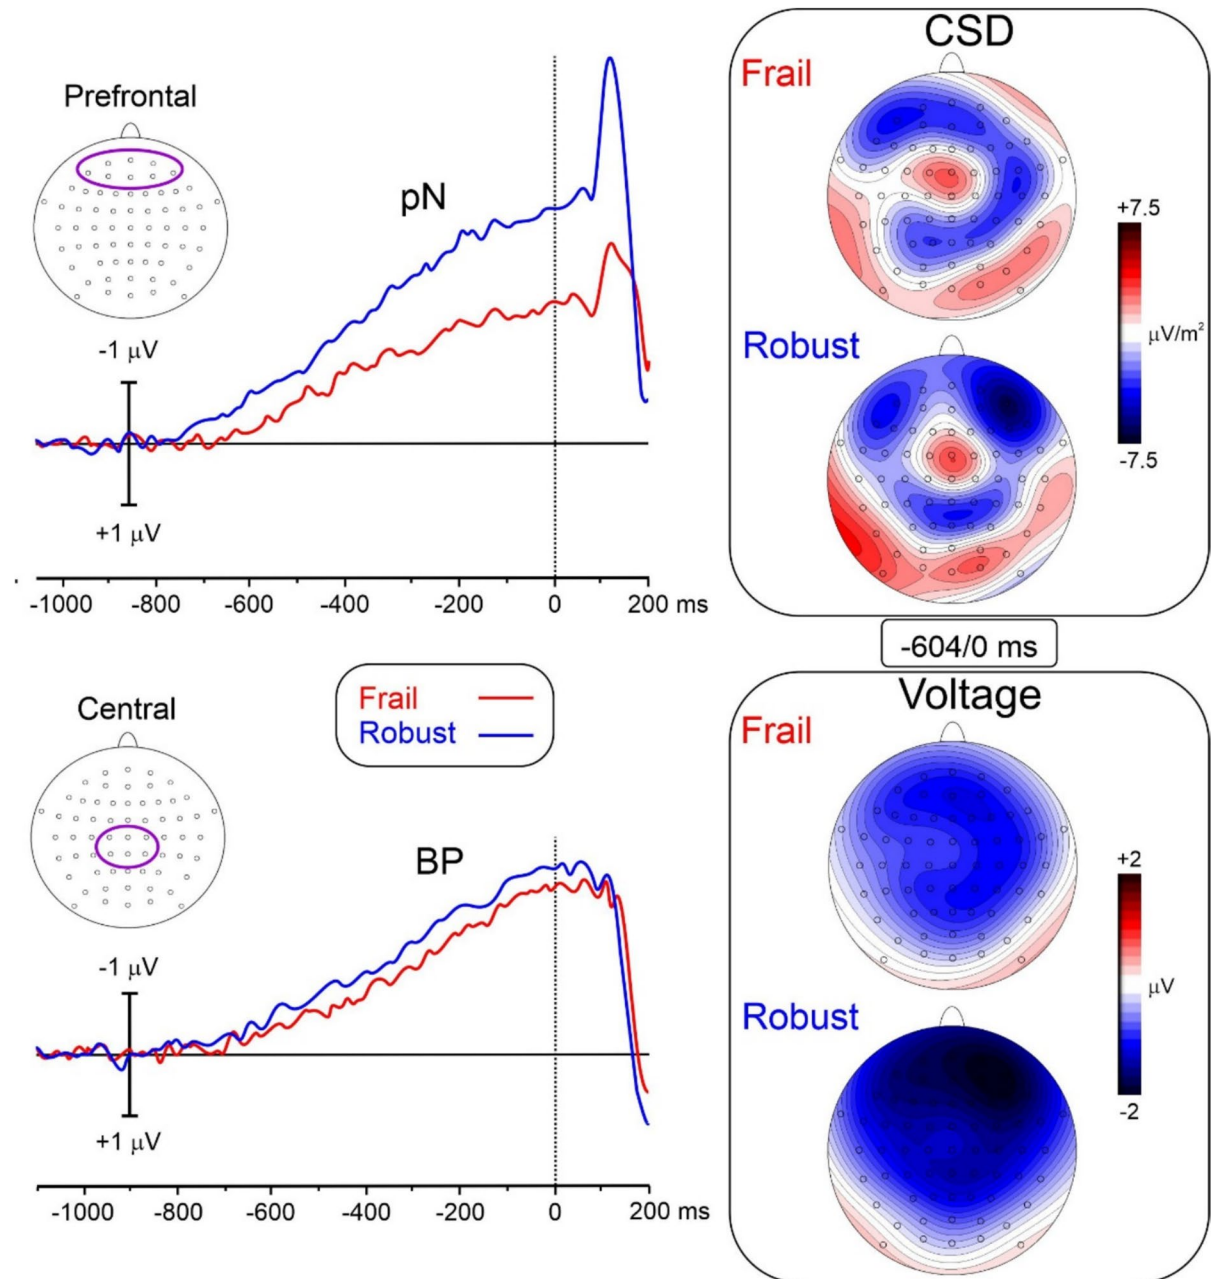 Prefrontal
pN
-1 μV
+1 μV
-1000 -800 -600 -400 -200 0 200 ms
CSD
Frail
Robust
+7.5
μV/m²
-7.5
-604/0 ms
Frail
Robust
Central
BP
-1 μV
+1 μV
-1000 -800 -600 -400 -200 0 200 ms
Voltage
Frail
Robust
+2
μV
-2